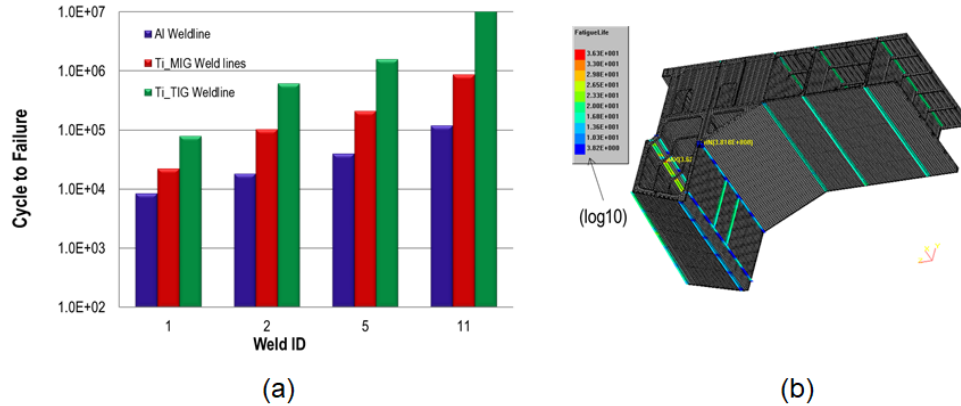 1.0E+07
1.0E+06
1.0E+05
1.0E+04
1.0E+03
1.0E+02
Cycle to Failure
Al Weldline
Ti_MIG Weld lines
Ti_TIG Weldline
1 2 5 11
Weld ID
(a)
FatigueLife
3.63E+001
3.30E+001
2.98E+001
2.65E+001
2.33E+001
2.00E+001
1.68E+001
1.36E+001
1.03E+001
3.82E+000
(log10)
(b)